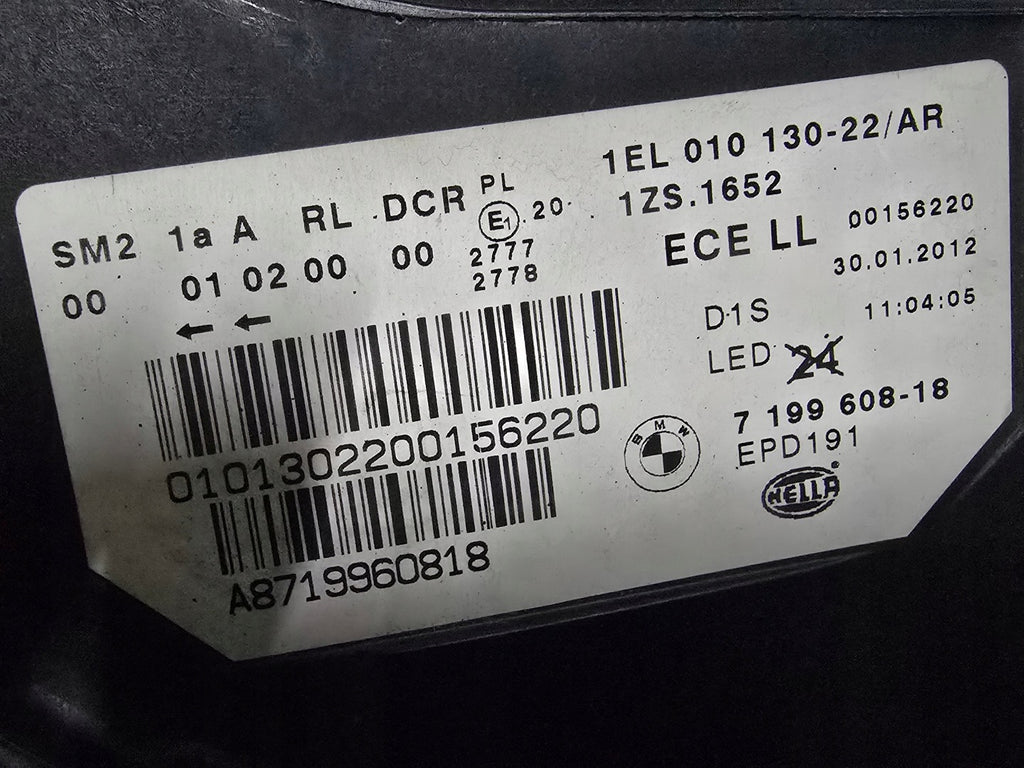 SM2 1a A RL DCR PL
00 01 02 00 00 E1 .20
2777
2778
1EL 010 130-22/AR
1ZS.1652
ECE LL 00156220
30.01.2012
D1S 11:04:05
LED 24
7 199 608-18
EPD191
BMW
HELLA®
010130220015​6220
A8719960818